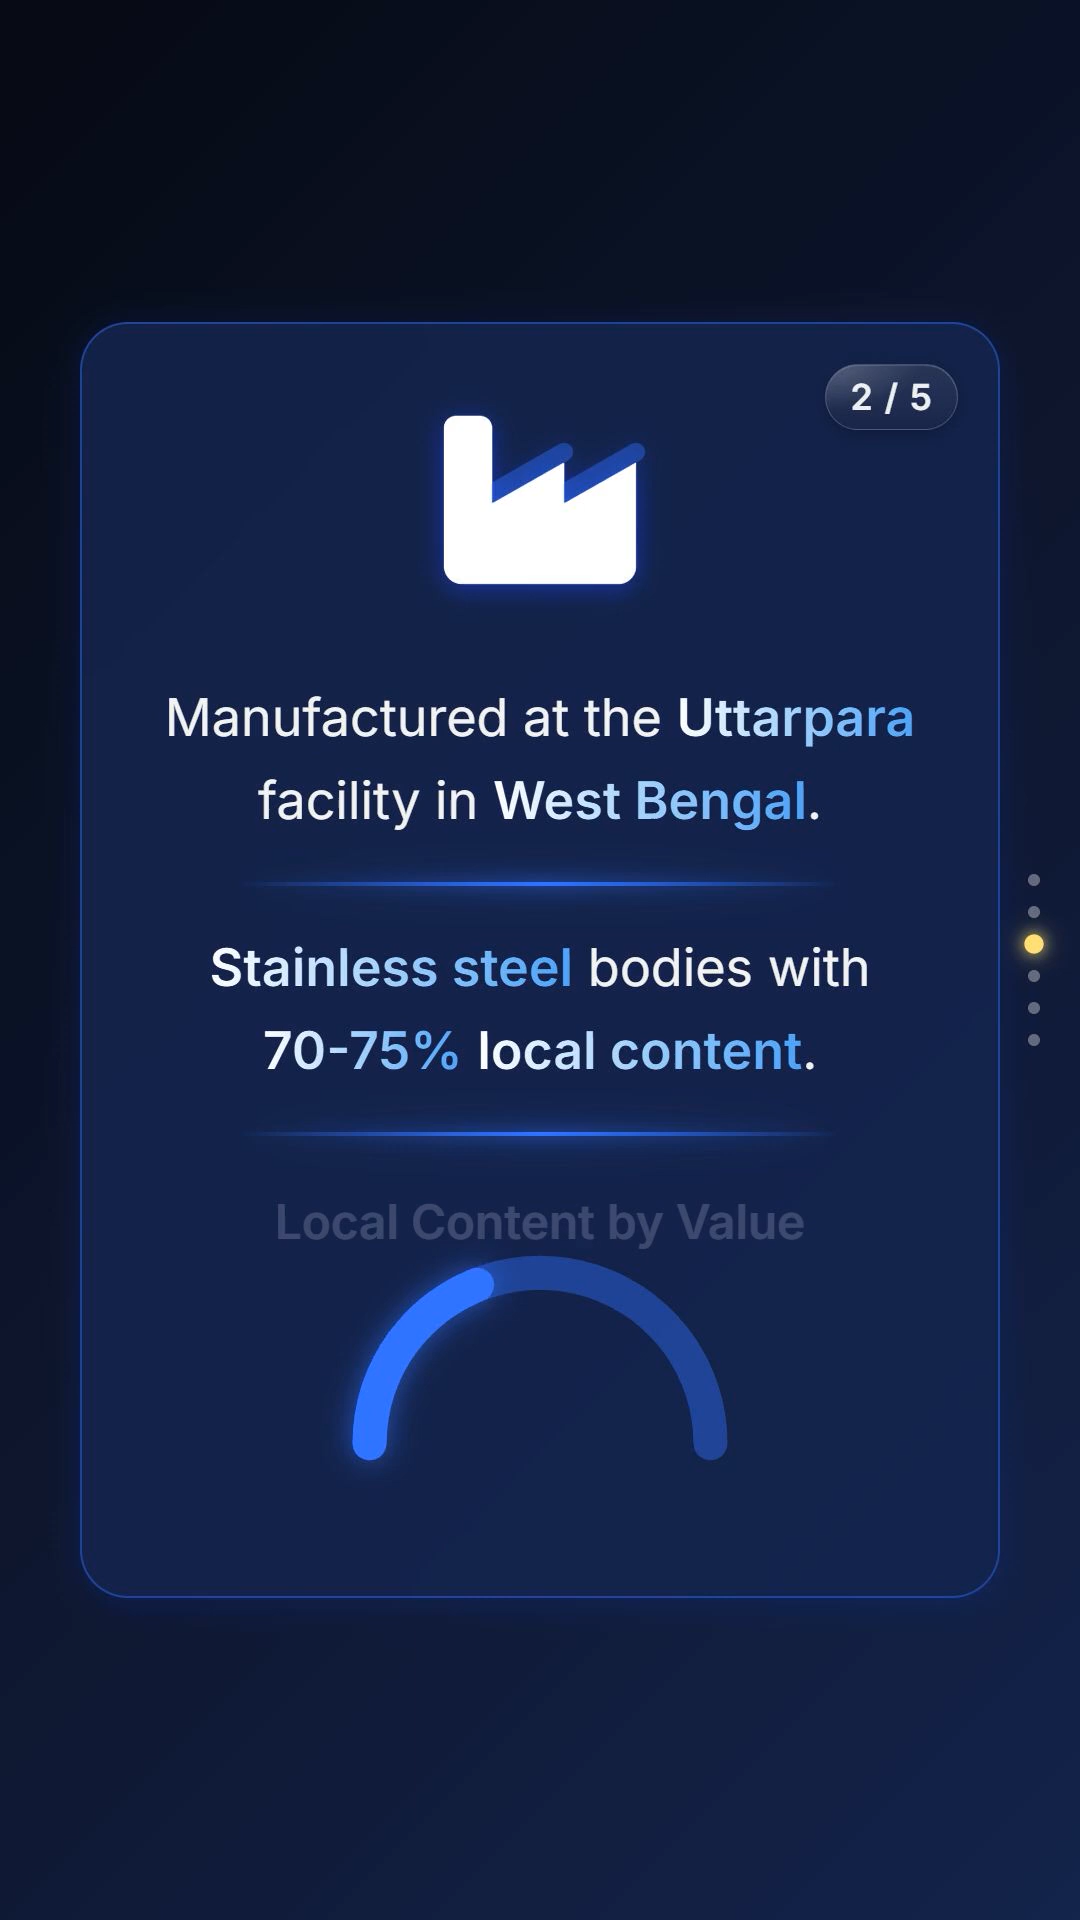 2 / 5
Manufactured at the Uttarpara
facility in West Bengal.
Stainless steel bodies with
70-75% local content.
Local Content by Value